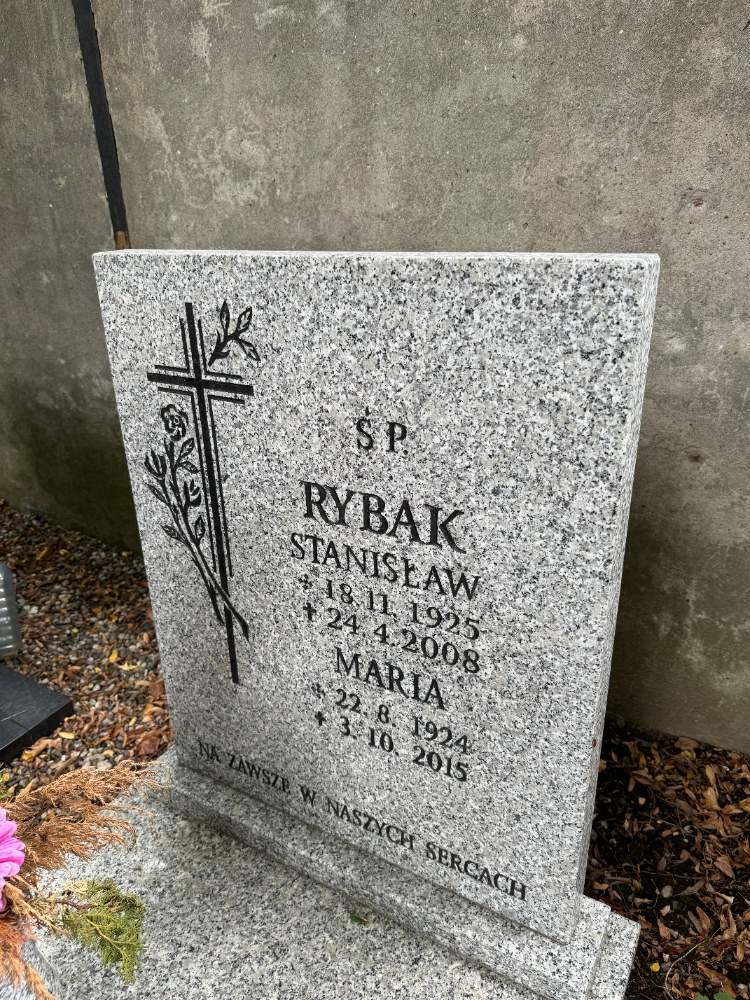 Ś P.
RYBAK
STANISŁAW
* 18. 11. 1925
✝ 24. 4. 2008
MARIA
* 22. 8. 1924
✝ 3. 10. 2015
NA ZAWSZE W NASZYCH SERCACH